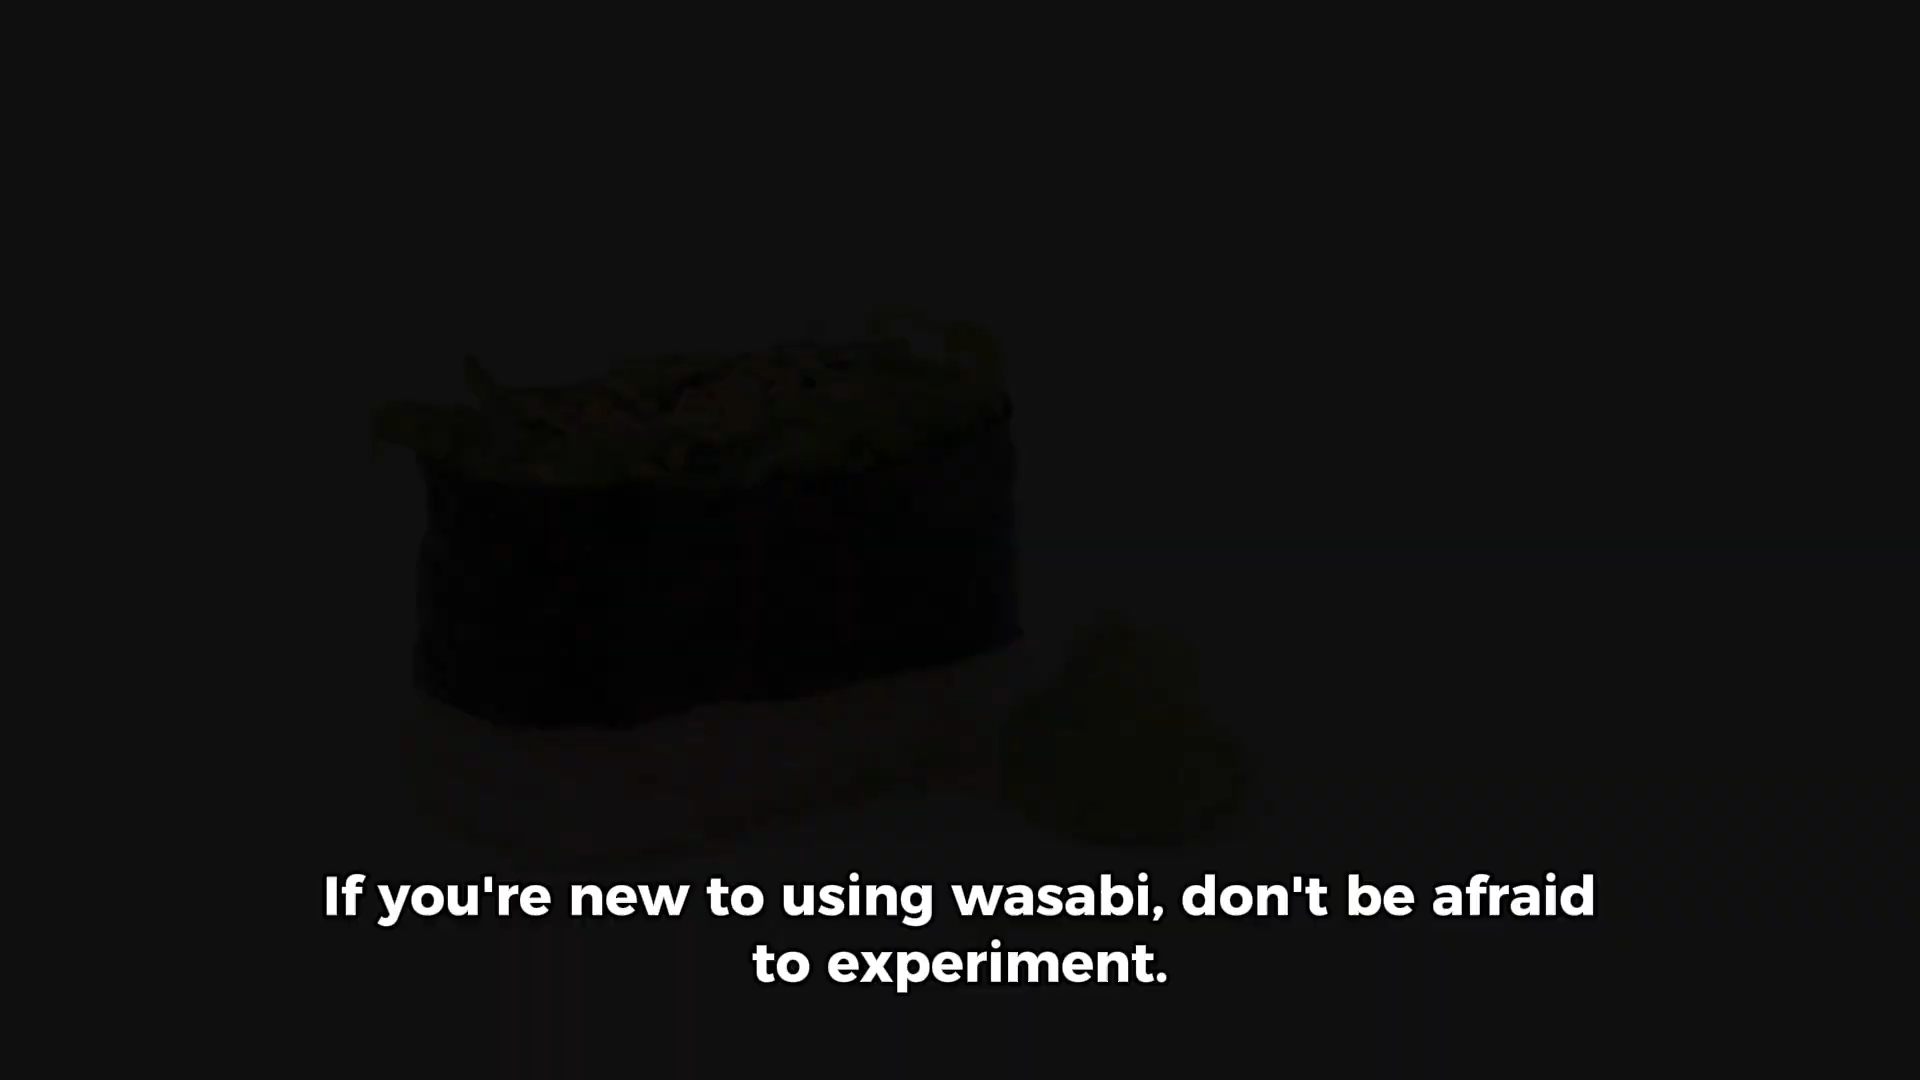 If you're new to using wasabi, don't be afraid
to experiment.